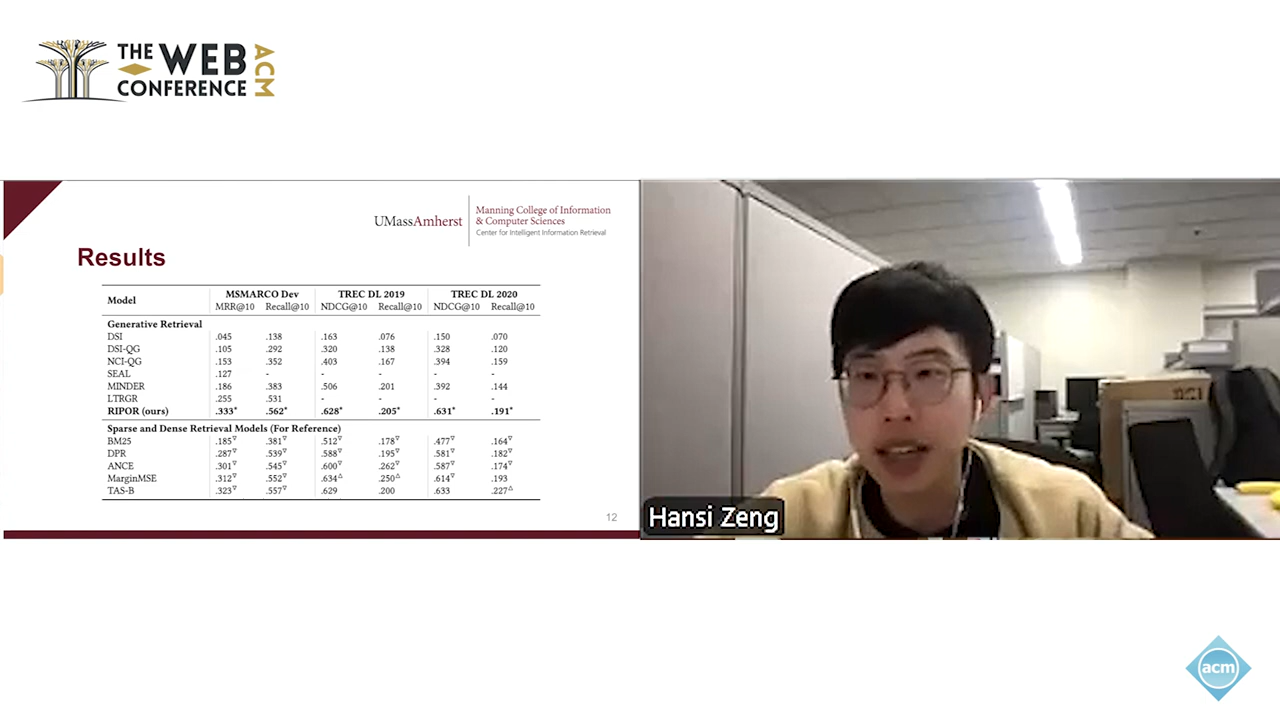 THE WEB
CONFERENCE
ACM
UMassAmherst
Manning College of Information
& Computer Sciences
Center for Intelligent Information Retrieval
Results
Model MSMARCO Dev TREC DL 2019 TREC DL 2020
MRR@10 Recall@10 NDCG@10 Recall@10 NDCG@10 Recall@10
Generative Retrieval
DSI .045 .138 .163 .076 .150 .070
DSI-QG .105 .292 .320 .138 .328 .120
NCI-QG .153 .352 .403 .167 .394 .159
SEAL .127 - - - - -
MINDER .186 .383 .506 .201 .392 .144
LTRGR .255 .531 - - - -
RIPOR (ours) .333* .562* .628* .205* .631* .191*
Sparse and Dense Retrieval Models (For Reference)
BM25 .185▽ .381▽ .512▽ .178▽ .477▽ .164▽
DPR .287▽ .539▽ .588▽ .195▽ .581▽ .182▽
ANCE .301▽ .545▽ .600▽ .262▽ .587▽ .174▽
MarginMSE .312▽ .552▽ .634△ .250△ .614▽ .193
TAS-B .323▽ .557▽ .629 .200 .633 .227△
12
Hansi Zeng
acm